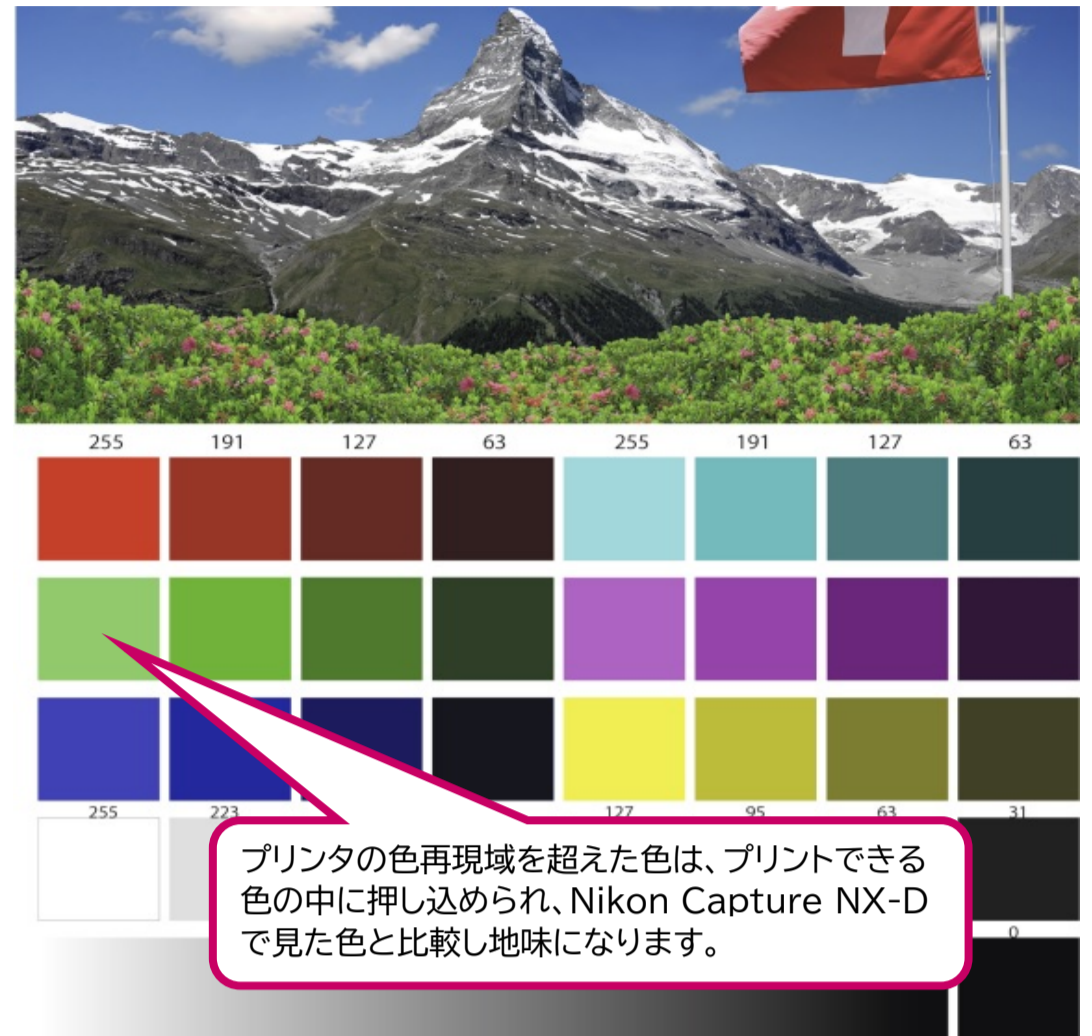 255 191 127 63 255 191 127 63
255 223 127 95 63 31
プリンタの色再現域を超えた色は、プリントできる
色の中に押し込められ、Nikon Capture NX-D
で見た色と比較し地味になります。
0